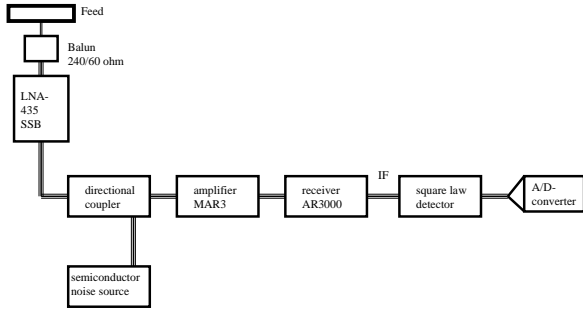 Feed
Balun
240/60 ohm
LNA-
435
SSB
directional
coupler
amplifier
MAR3
receiver
AR3000
IF
square law
detector
A/D-
converter
semiconductor
noise source